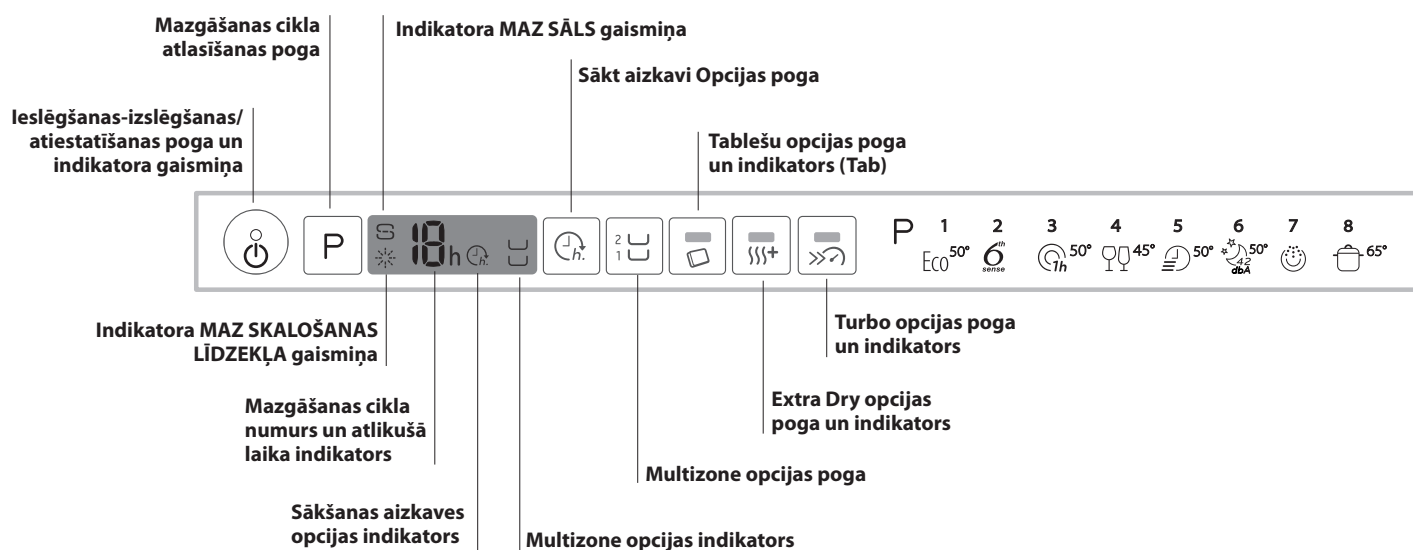 Mazgāšanas cikla
atlasīšanas poga
Indikatora MAZ SĀLS gaismiņa
Sākt aizkavi Opcijas poga
Ieslēgšanas-izslēgšanas/
atiestatīšanas poga un
indikatora gaismiņa
Tablešu opcijas poga
un indikators (Tab)
P
S
18h
h.
h.
2
1
P
1
2
3
4
5
6
7
8
Eco 50°
6th
sense
1h 50°
45°
50°
42
dbA
50°
65°
Indikatora MAZ SKALOŠANAS
LĪDZEKĻA gaismiņa
Turbo opcijas poga
un indikators
Mazgāšanas cikla
numurs un atlikušā
laika indikators
Extra Dry opcijas
poga un indikators
Multizone opcijas poga
Sākšanas aizkaves
opcijas indikators
Multizone opcijas indikators